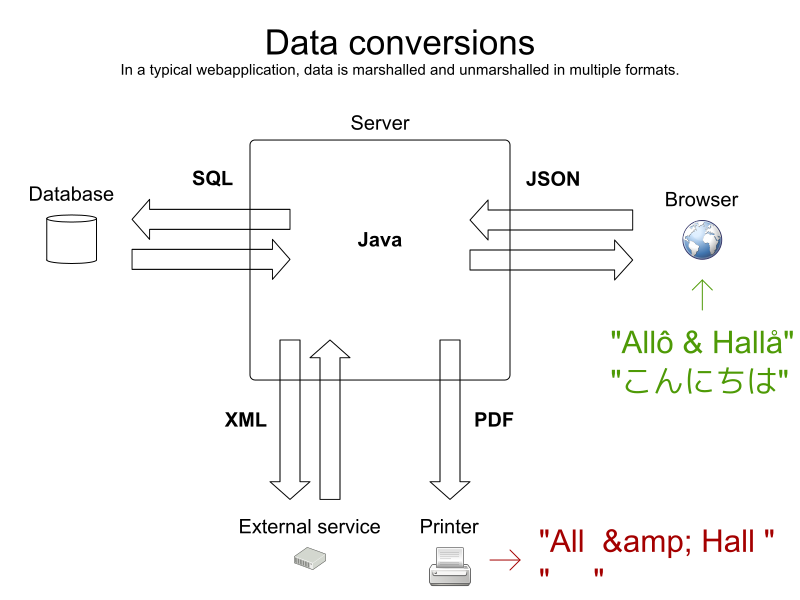 Data conversions
In a typical webapplication, data is marshalled and unmarshalled in multiple formats.
Server
SQL
JSON
Database
Browser
Java
"Allô & Hallå"
"こんにちは"
XML
PDF
External service
Printer
"All  &amp; Hall "
"     "